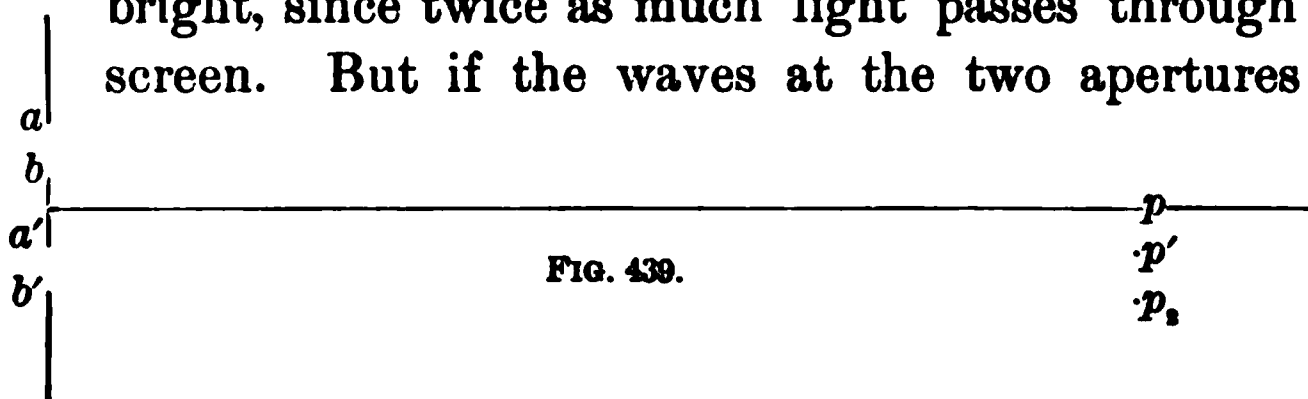 bright, since twice as much light passes through
screen. But if the waves at the two apertures
a
b
a′
b′
p
p′
p₂
FIG. 439.